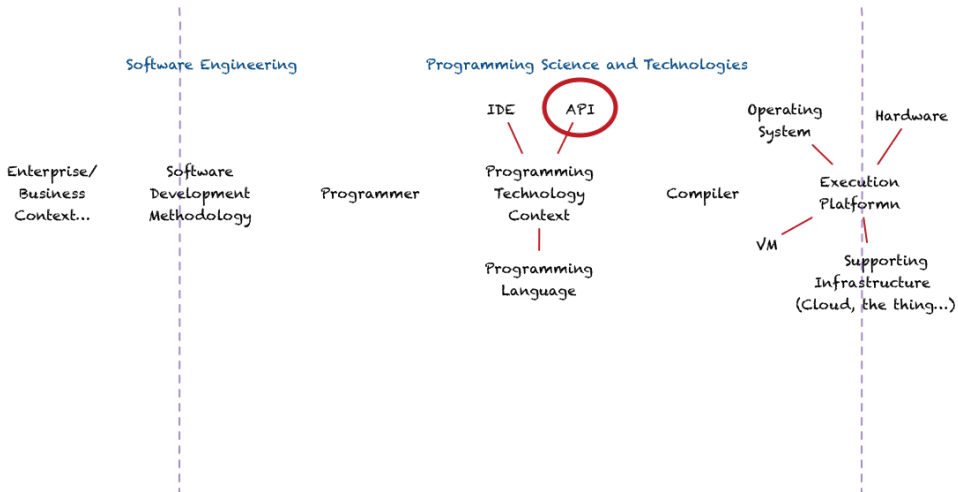 Software Engineering
Programming Science and Technologies
IDE
API
Operating
System
Hardware
Enterprise/
Business
Context...
Software
Development
Methodology
Programmer
Programming
Technology
Context
Compiler
Execution
Platformn
VM
Programming
Language
Supporting
Infrastructure
(Cloud, the thing...)